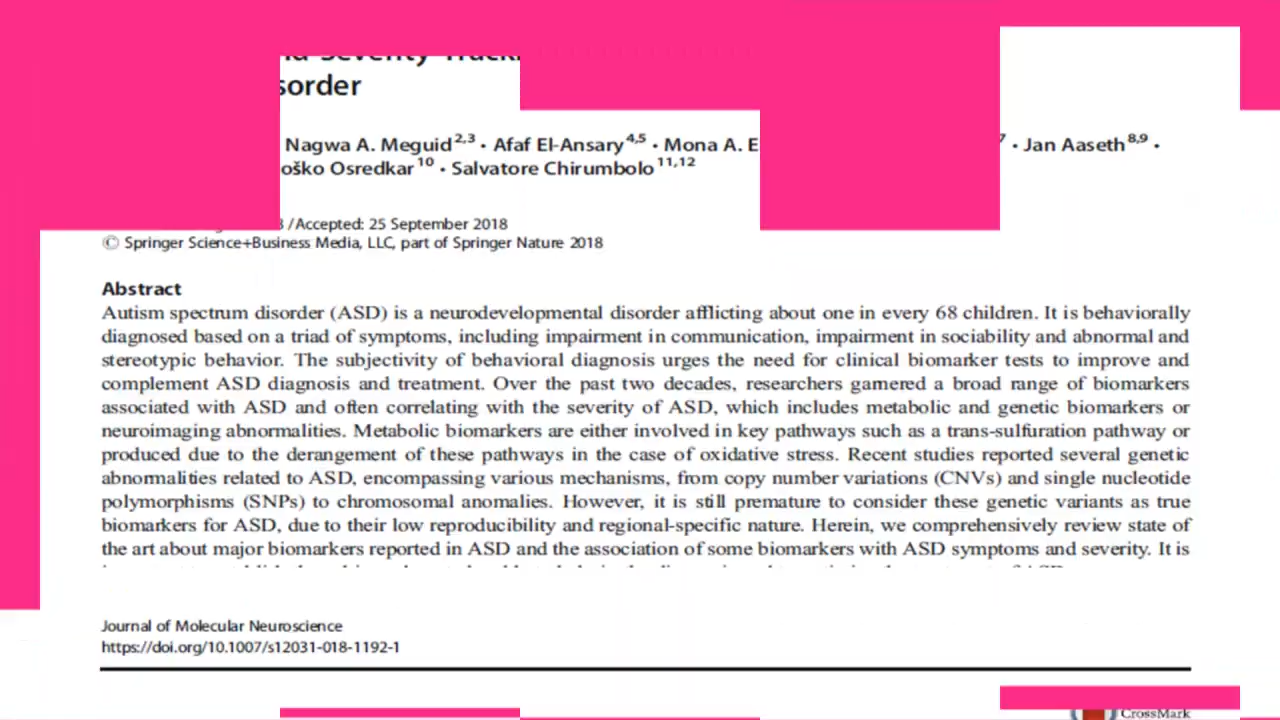 sorder
Nagwa A. Meguid2,3 · Afaf El-Ansary4,5 · Mona A. E
7 · Jan Aaseth8,9 ·
oško Osredkar10 · Salvatore Chirumbolo11,12
/Accepted: 25 September 2018
© Springer Science+Business Media, LLC, part of Springer Nature 2018
Abstract
Autism spectrum disorder (ASD) is a neurodevelopmental disorder afflicting about one in every 68 children. It is behaviorally
diagnosed based on a triad of symptoms, including impairment in communication, impairment in sociability and abnormal and
stereotypic behavior. The subjectivity of behavioral diagnosis urges the need for clinical biomarker tests to improve and
complement ASD diagnosis and treatment. Over the past two decades, researchers garnered a broad range of biomarkers
associated with ASD and often correlating with the severity of ASD, which includes metabolic and genetic biomarkers or
neuroimaging abnormalities. Metabolic biomarkers are either involved in key pathways such as a trans-sulfuration pathway or
produced due to the derangement of these pathways in the case of oxidative stress. Recent studies reported several genetic
abnormalities related to ASD, encompassing various mechanisms, from copy number variations (CNVs) and single nucleotide
polymorphisms (SNPs) to chromosomal anomalies. However, it is still premature to consider these genetic variants as true
biomarkers for ASD, due to their low reproducibility and regional-specific nature. Herein, we comprehensively review state of
the art about major biomarkers reported in ASD and the association of some biomarkers with ASD symptoms and severity. It is
Journal of Molecular Neuroscience
https://doi.org/10.1007/s12031-018-1192-1
CrossMark